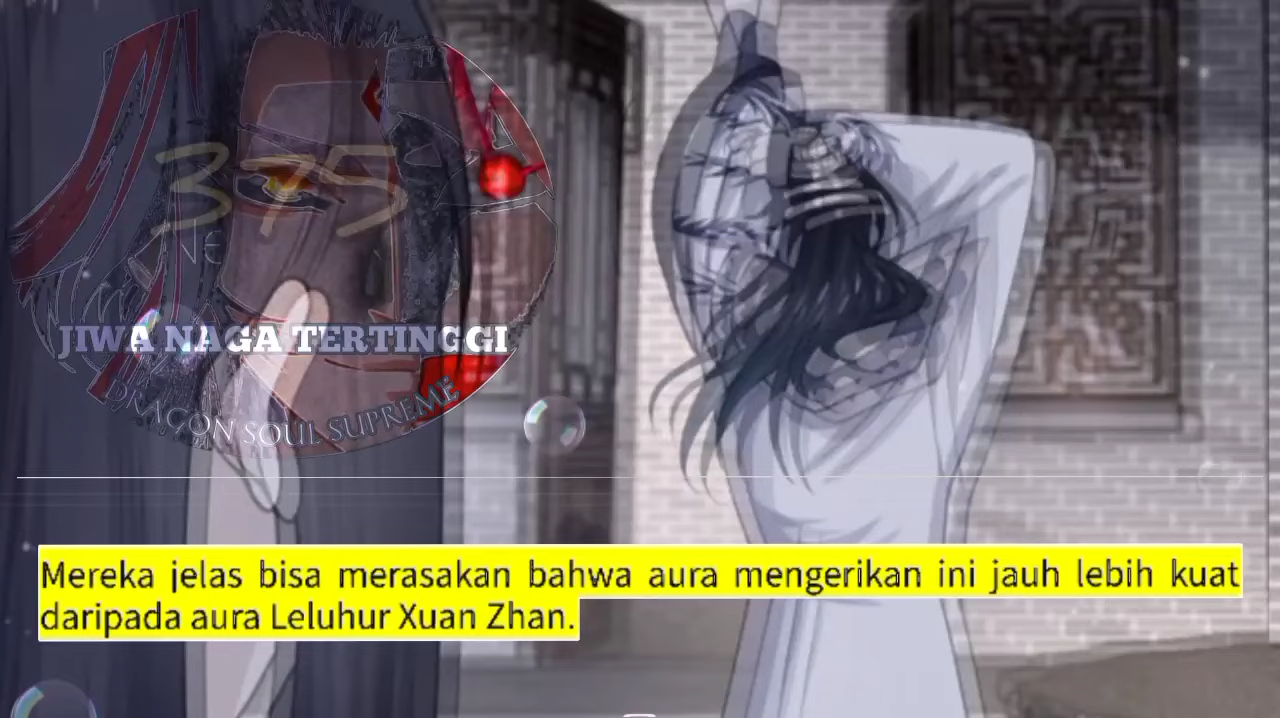 375
JIWA NAGA TERTINGGI
DRAGON SOUL SUPREME
Mereka jelas bisa merasakan bahwa aura mengerikan ini jauh lebih kuat
daripada aura Leluhur Xuan Zhan.